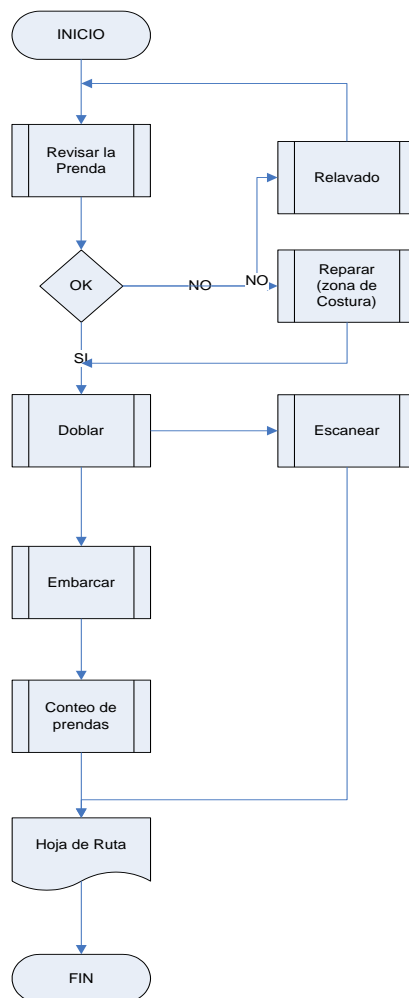 INICIO
Revisar la
Prenda
Relavado
OK
NO
NO
Reparar
(zona de
Costura)
SI
Doblar
Escanear
Embarcar
Conteo de
prendas
Hoja de Ruta
FIN